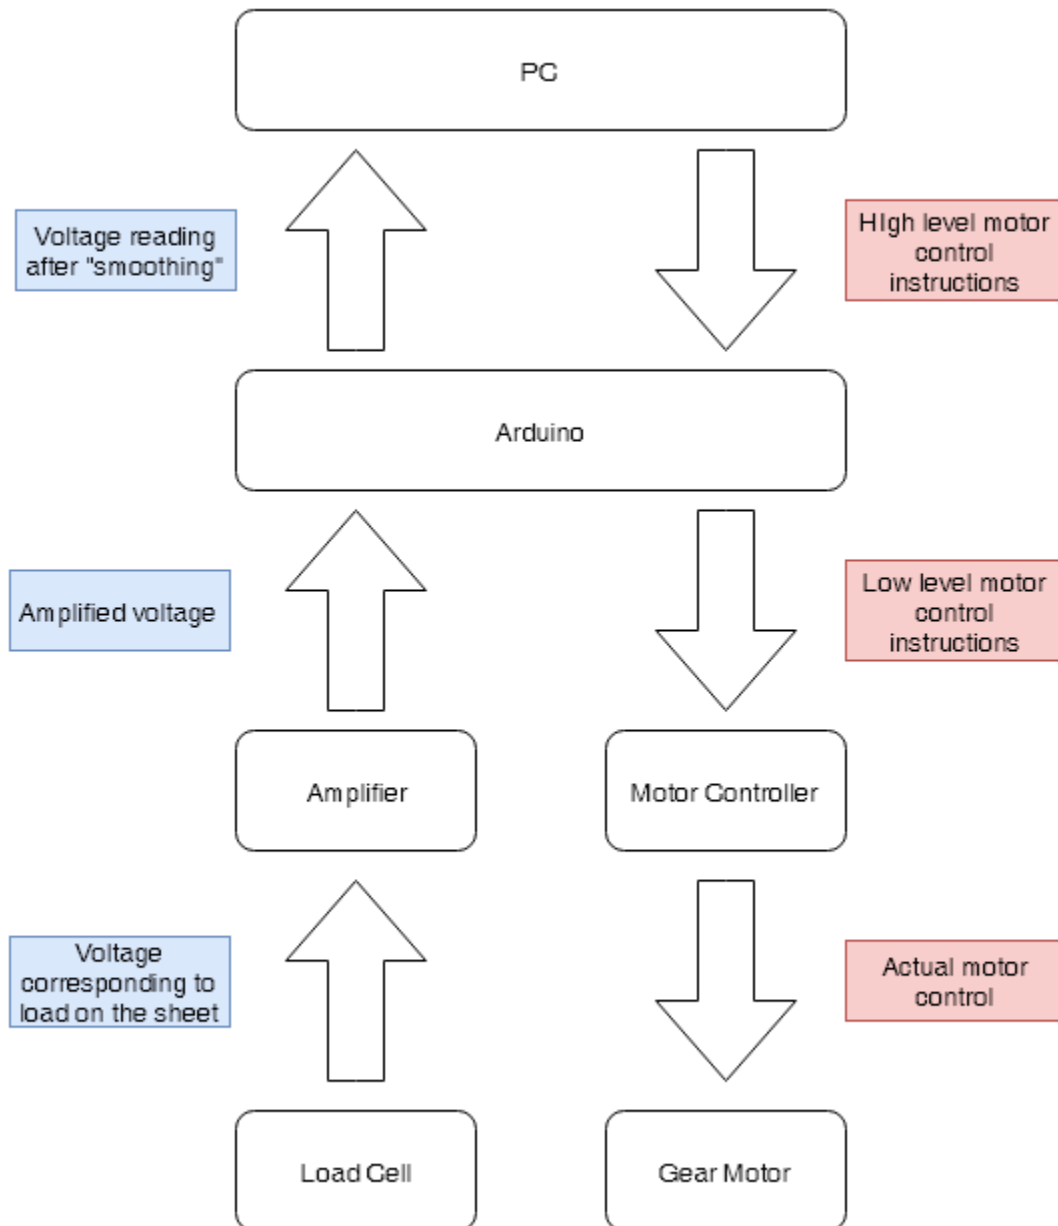 PC
Voltage reading
after "smoothing"
HIgh level motor
control
instructions
Arduino
Amplified voltage
Low level motor
control
instructions
Amplifier
Motor Controller
Voltage
corresponding to
load on the sheet
Actual motor
control
Load Cell
Gear Motor